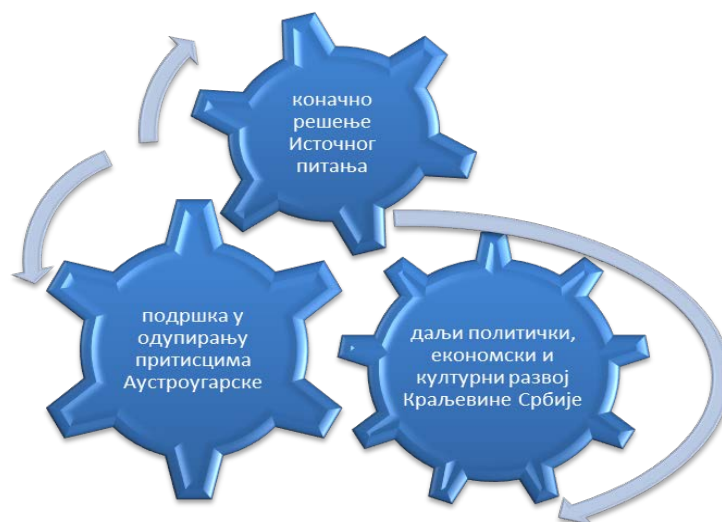 коначно
решење
Источног
питања
подршка у
одупирању
притисцима
Аустроугарске
даљи политички,
економски и
културни развој
Краљевине Србије